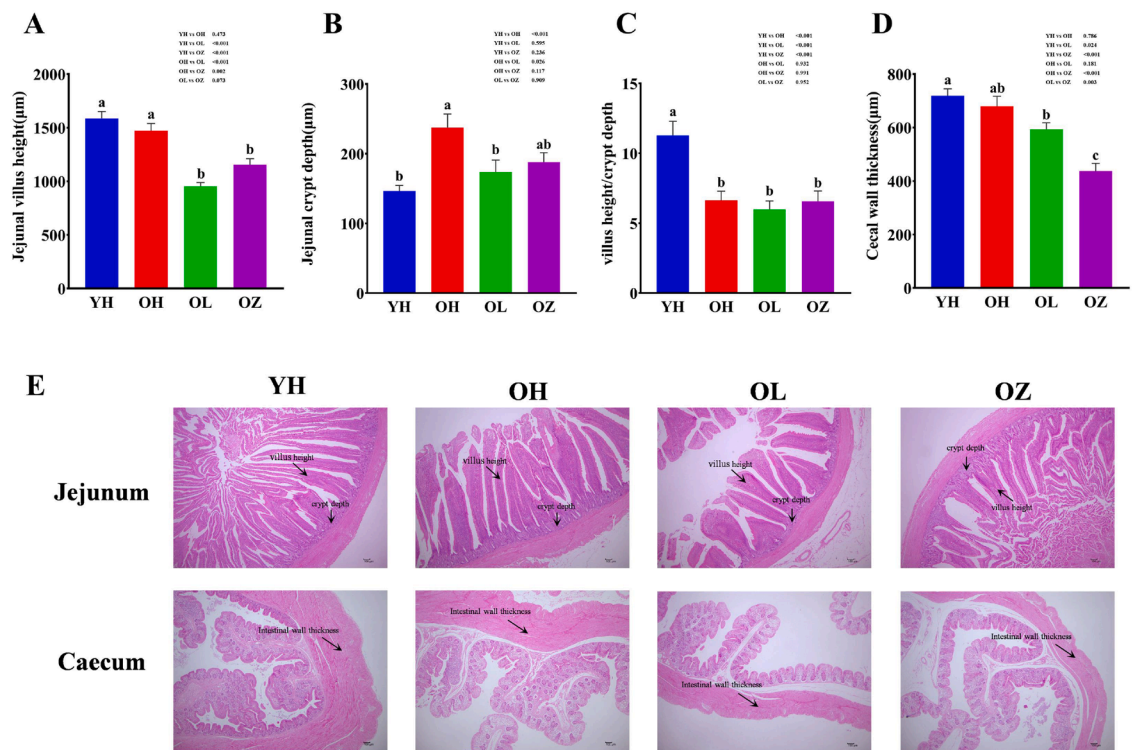 A
YH vs OH 0.473
YH vs OL <0.001
YH vs OZ <0.001
OH vs OL <0.001
OH vs OZ 0.002
OL vs OZ 0.073
Jejunal villus height(μm)
2000
1500
1000
500
0
a
a
b
b
YH OH OL OZ
B
YH vs OH <0.001
YH vs OL 0.595
YH vs OZ 0.236
OH vs OL 0.026
OH vs OZ 0.117
OL vs OZ 0.909
Jejunal crypt depth(μm)
300
200
100
0
b
a
b
ab
YH OH OL OZ
C
YH vs OH <0.001
YH vs OL <0.001
YH vs OZ <0.001
OH vs OL 0.932
OH vs OZ 0.991
OL vs OZ 0.952
villus height/crypt depth
15
10
5
0
a
b
b
b
YH OH OL OZ
D
YH vs OH 0.786
YH vs OL 0.024
YH vs OZ <0.001
OH vs OL 0.181
OH vs OZ <0.001
OL vs OZ 0.003
Cecal wall thickness(μm)
800
600
400
200
0
a
ab
b
c
YH OH OL OZ
E
YH OH OL OZ
Jejunum
villus height
crypt depth
villus height
crypt depth
villus height
crypt depth
crypt depth
villus height
Caecum
Intestinal wall thickness
Intestinal wall thickness
Intestinal wall thickness
Intestinal wall thickness